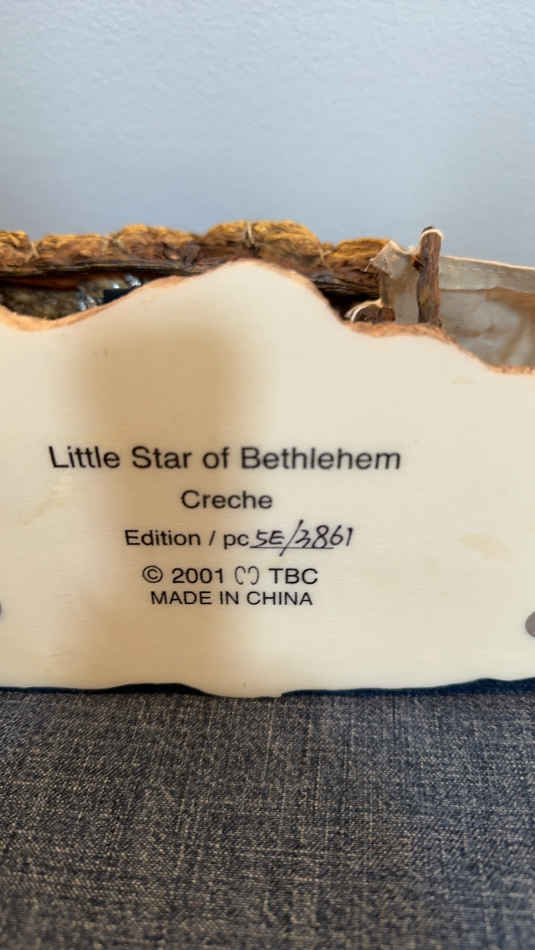 Little Star of Bethlehem
Creche
Edition / pc 5E/3861
© 2001 TBC
MADE IN CHINA